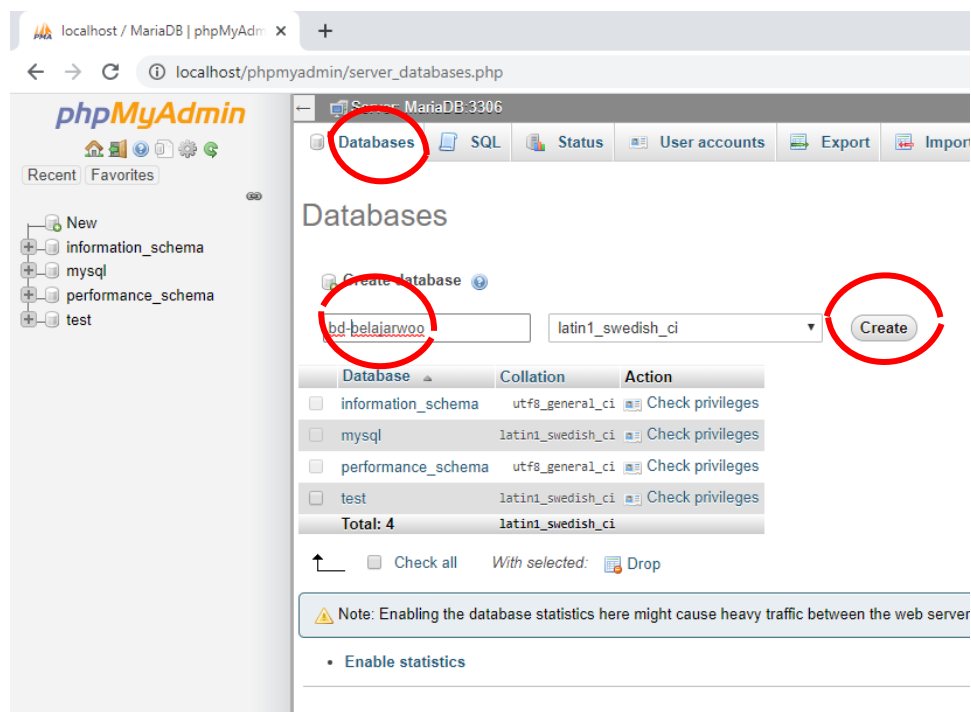 localhost / MariaDB | phpMyAdm
localhost/phpmyadmin/server_databases.php
phpMyAdmin
Recent Favorites
New
information_schema
mysql
performance_schema
test
Server: MariaDB:3306
Databases SQL Status User accounts Export Import
Databases
Create database
bd-belajarwoo latin1_swedish_ci Create
Database Collation Action
information_schema utf8_general_ci Check privileges
mysql latin1_swedish_ci Check privileges
performance_schema utf8_general_ci Check privileges
test latin1_swedish_ci Check privileges
Total: 4 latin1_swedish_ci
Check all With selected: Drop
Note: Enabling the database statistics here might cause heavy traffic between the web server
• Enable statistics